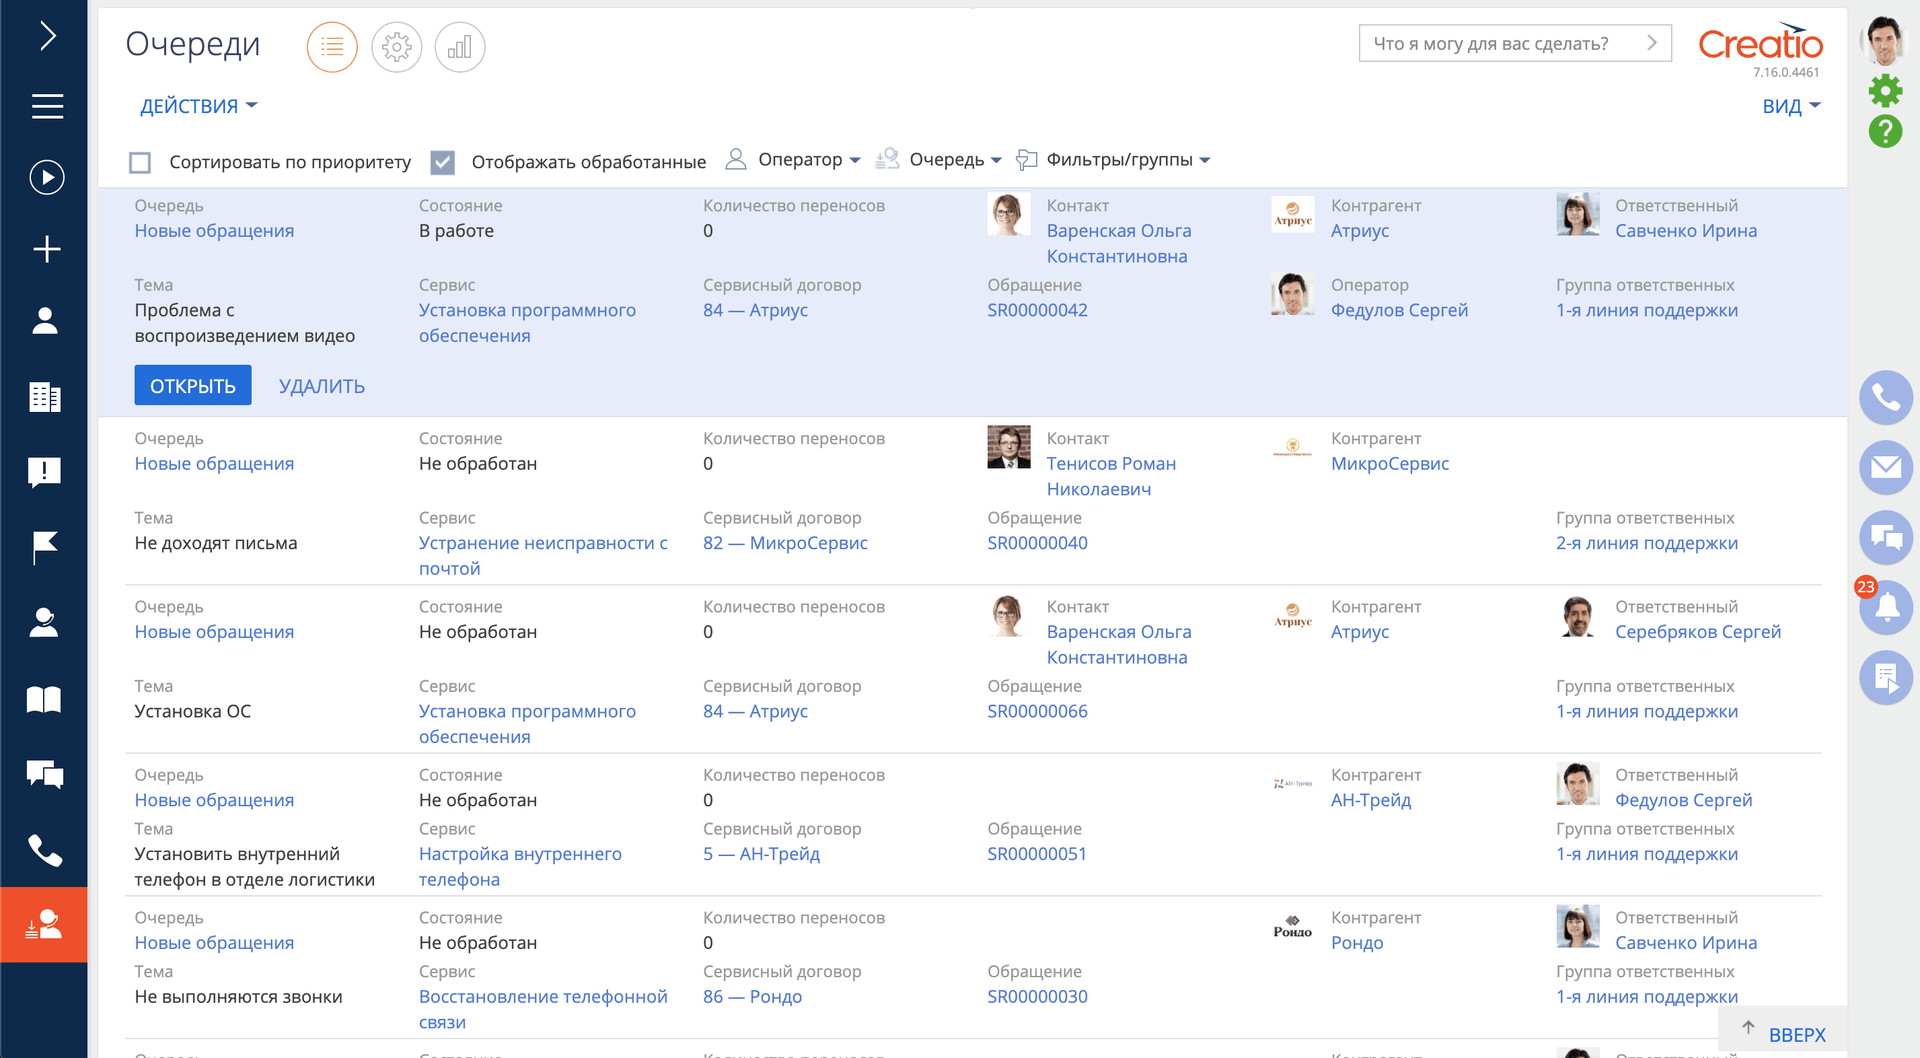 Очереди
Что я могу для вас сделать?
Creatio
7.16.0.4461
ДЕЙСТВИЯ
ВИД
Сортировать по приоритету
Отображать обработанные
Оператор
Очередь
Фильтры/группы
Очередь Состояние Количество переносов Контакт Контрагент Ответственный
Новые обращения В работе 0 Варенская Ольга Атриус Атриус Савченко Ирина
Константиновна
Тема Сервис Сервисный договор Обращение Оператор Группа ответственных
Проблема с Установка программного 84 — Атриус SR00000042 Федулов Сергей 1-я линия поддержки
воспроизведением видео обеспечения
ОТКРЫТЬ УДАЛИТЬ
Очередь Состояние Количество переносов Контакт Контрагент
Новые обращения Не обработан 0 Тенисов Роман МикроСервис
Николаевич
Тема Сервис Сервисный договор Обращение Группа ответственных
Не доходят письма Устранение неисправности с 82 — МикроСервис SR00000040 2-я линия поддержки
почтой
23
Очередь Состояние Количество переносов Контакт Контрагент Ответственный
Новые обращения Не обработан 0 Варенская Ольга Атриус Атриус Серебряков Сергей
Константиновна
Тема Сервис Сервисный договор Обращение Группа ответственных
Установка ОС Установка программного 84 — Атриус SR00000066 1-я линия поддержки
обеспечения
Очередь Состояние Количество переносов Контрагент Ответственный
Новые обращения Не обработан 0 АН-Трейд АН-Трейд Федулов Сергей
Тема Сервис Сервисный договор Обращение Группа ответственных
Установить внутренний Настройка внутреннего 5 — АН-Трейд SR00000051 1-я линия поддержки
телефон в отделе логистики телефона
Очередь Состояние Количество переносов Контрагент Ответственный
Новые обращения Не обработан 0 Рондо Рондо Савченко Ирина
Тема Сервис Сервисный договор Обращение Группа ответственных
Не выполняются звонки Восстановление телефонной 86 — Рондо SR00000030 1-я линия поддержки
связи
ВВЕРХ